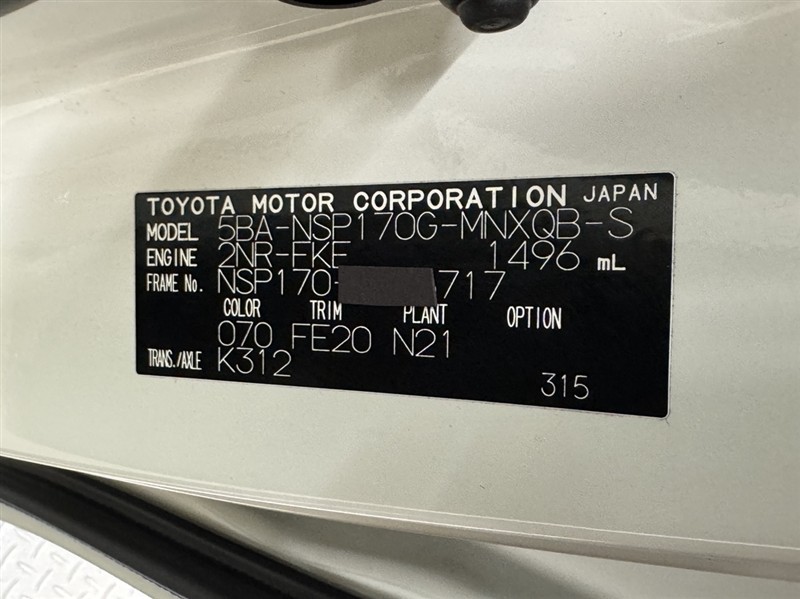 TOYOTA MOTOR CORPORATION JAPAN
MODEL 5BA-NSP170G-MNXQB-S
ENGINE 2NR-FKE 1496 mL
FRAME No. NSP170- 717
COLOR TRIM PLANT OPTION
070 FE20 N21
TRANS./AXLE K312
315